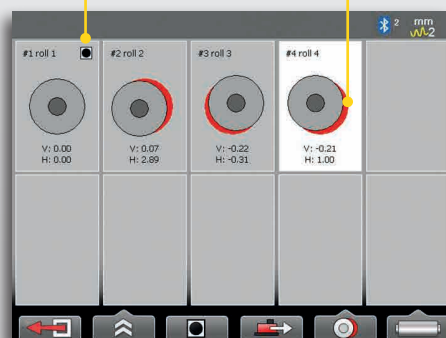 2 mm
2
#1 roll 1
#2 roll 2
#3 roll 3
#4 roll 4
V: 0.00
H: 0.00
V: 0.07
H: 2.89
V: -0.22
H: -0.31
V: -0.21
H: 1.00